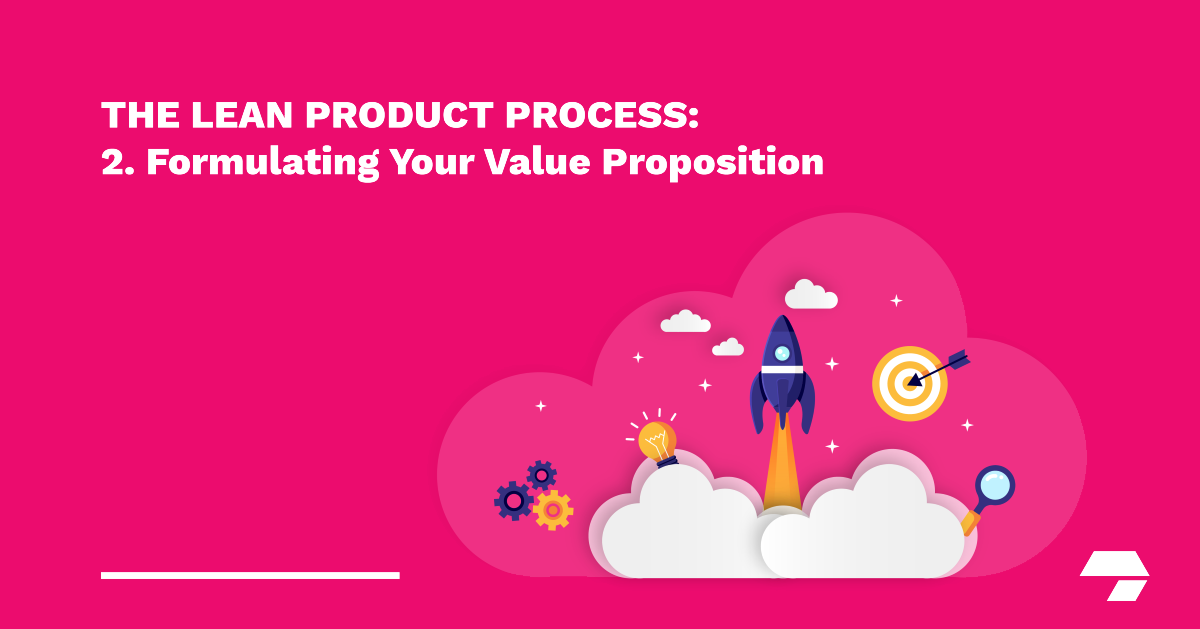 THE LEAN PRODUCT PROCESS:
2. Formulating Your Value Proposition